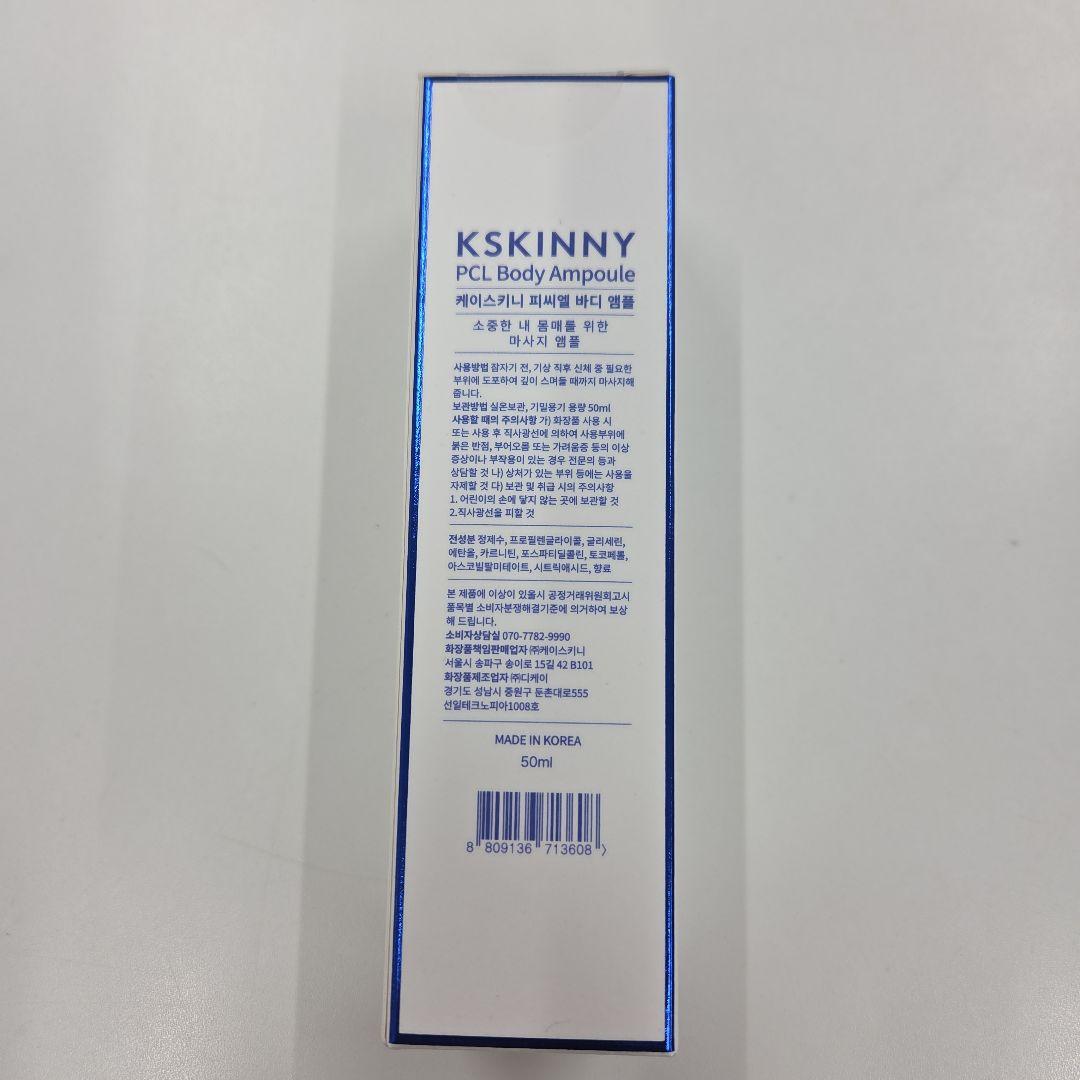 KSKINNY
PCL Body Ampoule
케이스키니 피씨엘 바디 앰플
소중한 내 몸매를 위한
마사지 앰플
사용방법 잠자기 전, 기상 직후 신체 중 필요한
부위에 도포하여 깊이 스며들 때까지 마사지해
줍니다.
보관방법 실온보관, 기밀용기 용량 50ml
사용할 때의 주의사항 가) 화장품 사용 시
또는 사용 후 직사광선에 의하여 사용부위에
붉은 반점, 부어오름 또는 가려움증 등의 이상
증상이나 부작용이 있는 경우 전문의 등과
상담할 것 나) 상처가 있는 부위 등에는 사용을
자제할 것 다) 보관 및 취급 시의 주의사항
1. 어린이의 손에 닿지 않는 곳에 보관할 것
2.직사광선을 피할 것
전성분 정제수, 프로필렌글라이콜, 글리세린,
에탄올, 카르니틴, 포스파티딜콜린, 토코페롤,
아스코빌팔미테이트, 시트릭애시드, 향료
본 제품에 이상이 있을시 공정거래위원회고시
품목별 소비자분쟁해결기준에 의거하여 보상
해 드립니다.
소비자상담실 070-7782-9990
화장품책임판매업자 ㈜케이스키니
서울시 송파구 송이로 15길 42 B101
화장품제조업자 ㈜디케이
경기도 성남시 중원구 둔촌대로555
선일테크노피아1008호
MADE IN KOREA
50ml
8 809136 713608 >